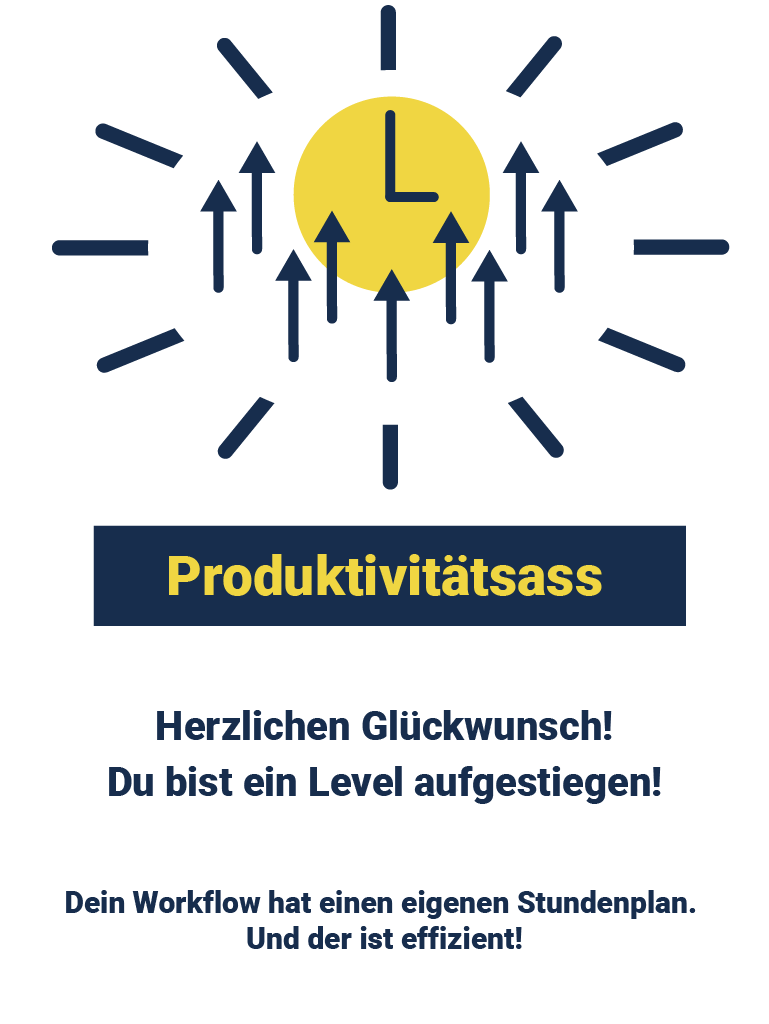 Produktivitätsass
Herzlichen Glückwunsch!
Du bist ein Level aufgestiegen!
Dein Workflow hat einen eigenen Stundenplan.
Und der ist effizient!